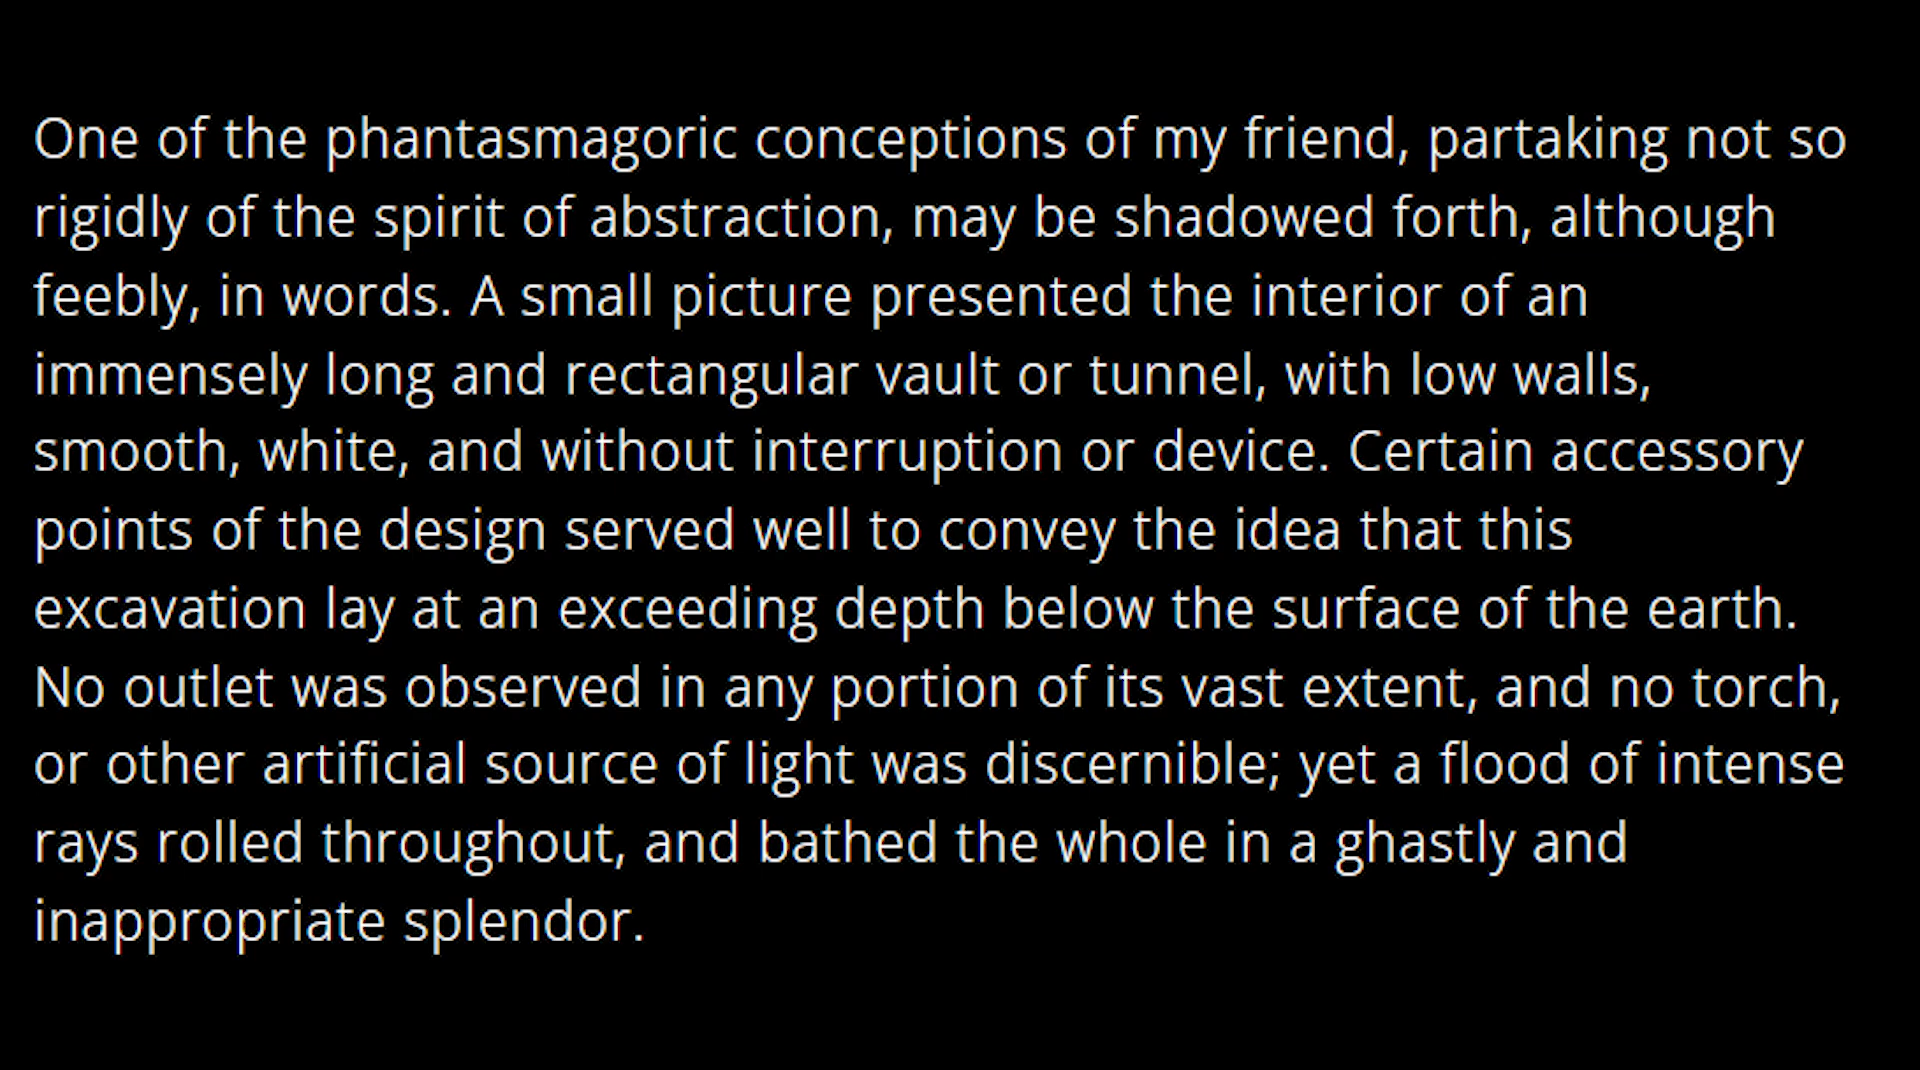 One of the phantasmagoric conceptions of my friend, partaking not so
rigidly of the spirit of abstraction, may be shadowed forth, although
feebly, in words. A small picture presented the interior of an
immensely long and rectangular vault or tunnel, with low walls,
smooth, white, and without interruption or device. Certain accessory
points of the design served well to convey the idea that this
excavation lay at an exceeding depth below the surface of the earth.
No outlet was observed in any portion of its vast extent, and no torch,
or other artificial source of light was discernible; yet a flood of intense
rays rolled throughout, and bathed the whole in a ghastly and
inappropriate splendor.